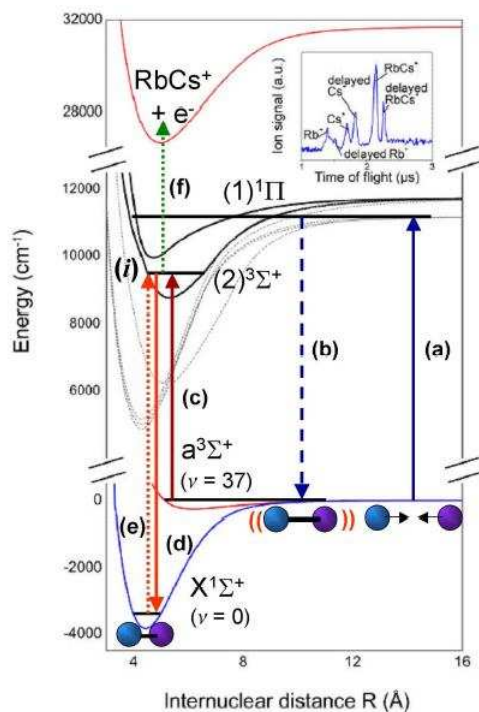 32000
28000
RbCs⁺
+ e⁻
Ion signal (a.u.)
delayed
Cs⁺
Cs⁺
Rb⁺
RbCs⁺
delayed
RbCs⁺
delayed Rb⁺
1 2 3
Time of flight (μs)
12000
10000
8000
6000
0
-2000
-4000
Energy (cm⁻¹)
(f)
(1)¹Π
(i)
(2)³Σ⁺
(b)
(a)
(c)
a³Σ⁺
(ν = 37)
(e)
(d)
X¹Σ⁺
(ν = 0)
4 8 12 16
Internuclear distance R (Å)